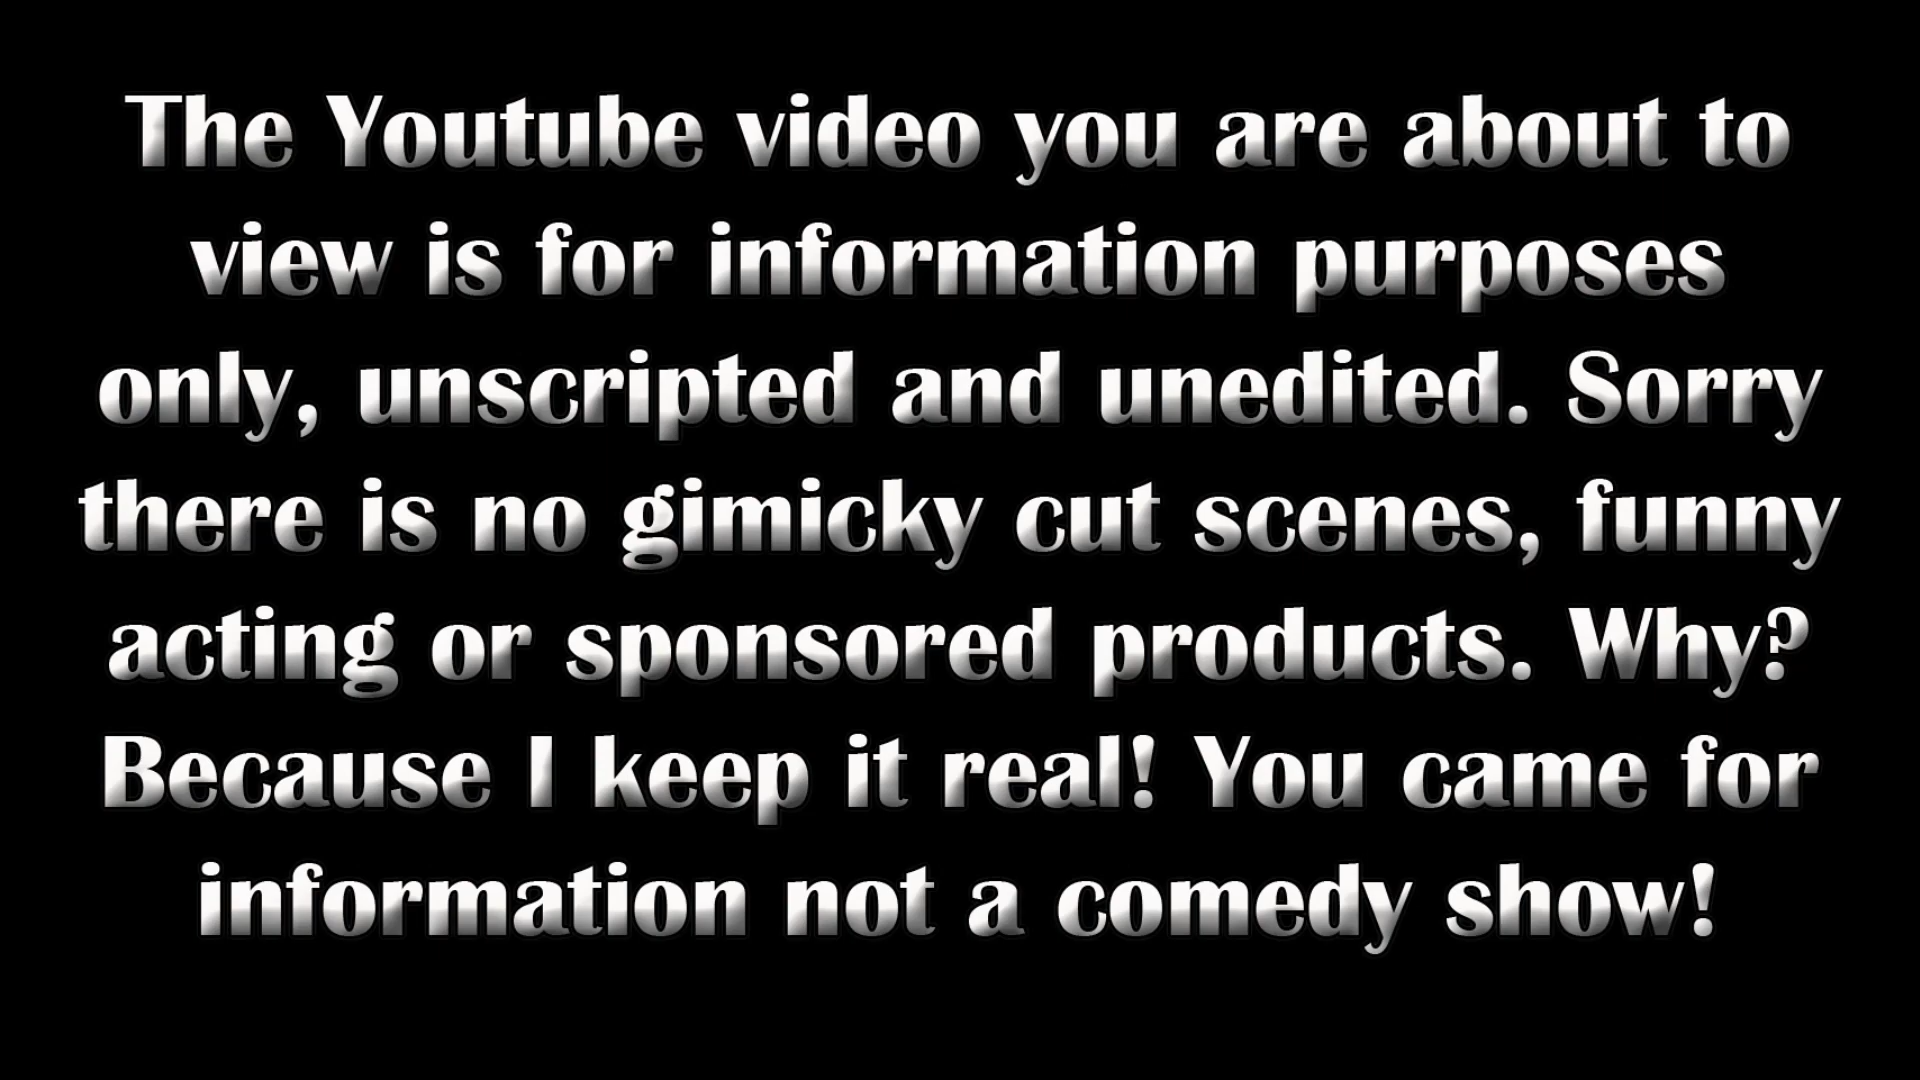 The Youtube video you are about to
view is for information purposes
only, unscripted and unedited. Sorry
there is no gimicky cut scenes, funny
acting or sponsored products. Why?
Because I keep it real! You came for
information not a comedy show!